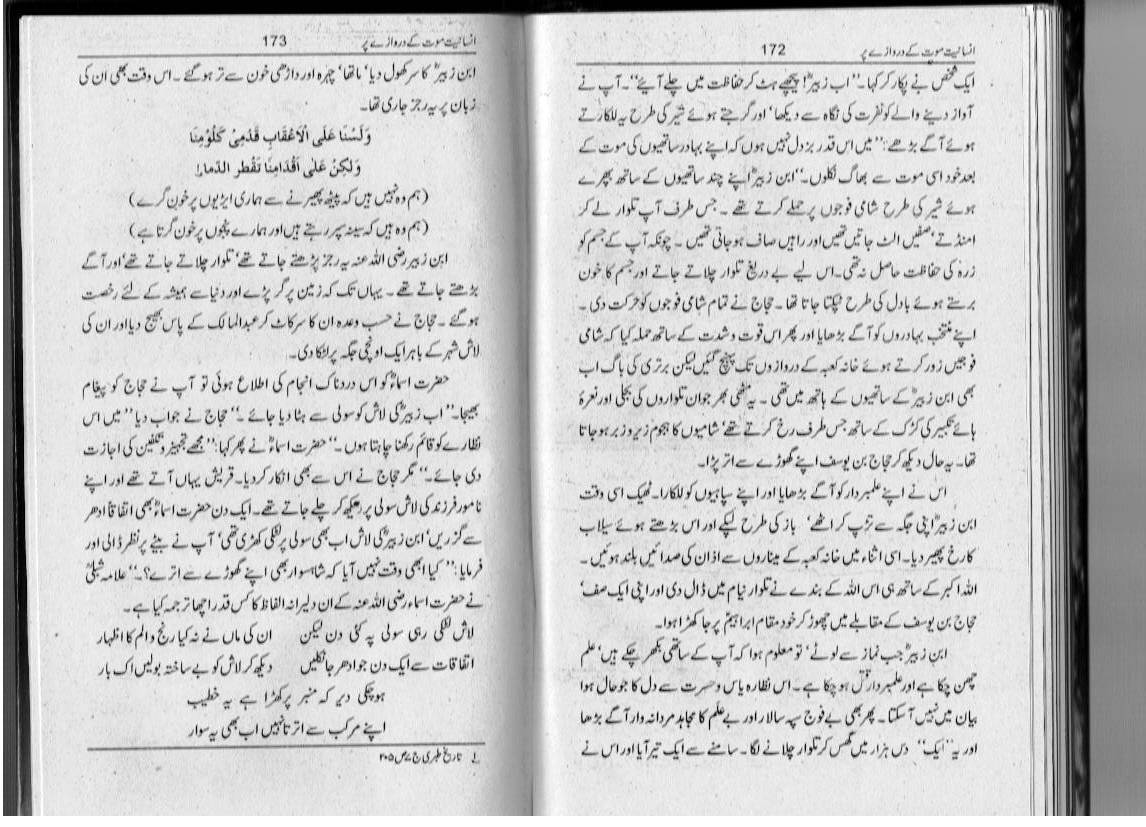 انسانیت موت کے دروازے پر 172
ایک شخص نے پکار کر کہا۔ ''اب زبیرؓ! پیچھے ہٹ کر حفاظت میں چلے آیئے''۔ آپ نے
آواز دینے والے کو نفرت کی نگاہ سے دیکھا' اور گرجتے ہوئے شیر کی طرح یہ للکارتے
ہوئے آگے بڑھے: ''میں اس قدر بزدل نہیں ہوں کہ اپنے بہادر ساتھیوں کی موت کے
بعد خود اسی موت سے بھاگ نکلوں۔'' ابن زبیرؓ اپنے چند ساتھیوں کے ساتھ بپھرے
ہوئے شیر کی طرح شامی فوجوں پر حملے کرتے تھے ۔ جس طرف آپ تلوار لے کر
امنڈتے' صفیں الٹ جاتیں تھیں اور راہیں صاف ہو جاتی تھیں ۔ چونکہ آپ کے جسم کو
زرہ کی حفاظت حاصل نہ تھی۔ اس لیے بے دریغ تلوار چلاتے جاتے اور جسم کا خون
برستے ہوئے بادل کی طرح ٹپکتا جاتا تھا۔ حجاج نے تمام شامی فوجوں کو حرکت دی ۔
اپنے منتخب بہادروں کو آگے بڑھایا اور پھر اس قوت و شدت کے ساتھ حملہ کیا کہ شامی
فوجیں زور کرتے ہوئے خانہ کعبہ کے دروازوں تک پہنچ گئیں لیکن برتری کی باگ اب
بھی ابن زبیرؓ کے ساتھیوں کے ہاتھ میں تھی ۔ یہ مٹھی بھر جوان تلواروں کی بجلی اور نعرۂ
ہائے تکبیر کی کڑک کے ساتھ جس طرف رخ کرتے تھے' شامیوں کا ہجوم زیر و زبر ہو جاتا
تھا۔ یہ حال دیکھ کر حجاج بن یوسف اپنے گھوڑے سے اتر پڑا۔
اس نے اپنے علمبردار کو آگے بڑھایا اور اپنے سپاہیوں کو للکارا۔ ٹھیک اسی وقت
ابن زبیرؓ اپنی جگہ سے تڑپ کر اٹھے' باز کی طرح لپکے اور اس بڑھتے ہوئے سیلاب
کا رخ پھیر دیا۔ اسی اثناء میں خانہ کعبہ کے میناروں سے اذان کی صدائیں بلند ہوئیں۔
اللہ اکبر کے ساتھ ہی اس اللہ کے بندے نے تلوار نیام میں ڈال دی اور اپنی ایک صف'
حجاج بن یوسف کے مقابلے میں چھوڑ کر خود مقام ابراہیمؑ پر جا کھڑا ہوا۔
ابن زبیرؓ جب نماز سے لوٹے' تو معلوم ہوا کہ آپ کے ساتھی بکھر چکے ہیں' علم
چھن چکا ہے اور علمبردار قتل ہو چکا ہے۔ اس نظارہ یاس و حسرت سے دل کا جو حال ہوا
بیان میں نہیں آ سکتا۔ پھر بھی بے فوج سپہ سالار اور بے علم کا مجاہد مردانہ وار آگے بڑھا
اور یہ ''ایک'' دس ہزار میں گھس کر تلوار چلانے لگا۔ سامنے سے ایک تیر آیا اور اس نے
انسانیت موت کے دروازے پر 173
ابن زبیرؓ کا سر کھول دیا' ماتھا' چہرہ اور داڑھی خون سے تر ہو گئے ۔ اس وقت بھی ان کی
زبان پر یہ رجز جاری تھا۔
وَلَسْنَا عَلَی الْاَعْقَابِ قَدَمِیْ کَلُوْمِنَا
وَلٰکِنْ عَلٰی اَقْدَامِنَا تَقْطر الدّمارا
(ہم وہ نہیں ہیں کہ پیٹھ پھیرنے سے ہماری ایڑیوں پر خون گرے)
(ہم وہ ہیں کہ سینہ سپر رہتے ہیں اور ہمارے پنجوں پر خون گرتا ہے)
ابن زبیر رضی اللہ عنہ یہ رجز پڑھتے جاتے تھے' تلوار چلاتے جاتے تھے' اور آگے
بڑھتے جاتے تھے۔ یہاں تک کہ زمین پر گر پڑے اور دنیا سے ہمیشہ کے لئے رخصت
ہو گئے ۔ حجاج نے حسب وعدہ ان کا سر کاٹ کر عبدالمالک کے پاس بھیج دیا اور ان کی
لاش شہر کے باہر ایک اونچی جگہ پر لٹکا دی۔
حضرت اسماءؓ کو اس دردناک انجام کی اطلاع ہوئی تو آپ نے حجاج کو پیغام
بھیجا۔ ''اب زبیرؓ کی لاش کو سولی سے ہٹا دیا جائے ۔'' حجاج نے جواب دیا'' میں اس
نظارے کو قائم رکھنا چاہتا ہوں۔'' حضرت اسماءؓ نے پھر کہا: ''مجھے تجہیز و تکفین کی اجازت
دی جائے۔'' مگر حجاج نے اس سے بھی انکار کر دیا۔ قریش یہاں آتے تھے اور اپنے
نامور فرزند کی لاش سولی پر دیکھ کر چلے جاتے تھے۔ ایک دن حضرت اسماءؓ بھی اتفاقاً ادھر
سے گزریں' ابن زبیرؓ کی لاش اب بھی سولی پر لٹکی کھڑی تھی' آپ نے بیٹے پر نظر ڈالی اور
فرمایا: ''کیا ابھی وقت نہیں آیا کہ شاہسوار بھی اپنے گھوڑے سے اترے؟۔'' علامہ شبلیؒ
نے حضرت اسماء رضی اللہ عنہ کے ان دلیرانہ الفاظ کا کس قدر اچھا ترجمہ کیا ہے۔
لاش لٹکی رہی سولی پہ کئی دن لیکن ان کی ماں نے نہ کیا رنج و الم کا اظہار
اتفاقات سے ایک دن جو ادھر جا نکلیں دیکھ کر لاش کو بے ساختہ بولیں اک بار
ہو چکی دیر کہ منبر پر کھڑا ہے یہ خطیب
اپنے مرکب سے اترتا نہیں اب بھی یہ سوار
۱؎ تاریخ طبری ج ۷ ص ۲۰۵